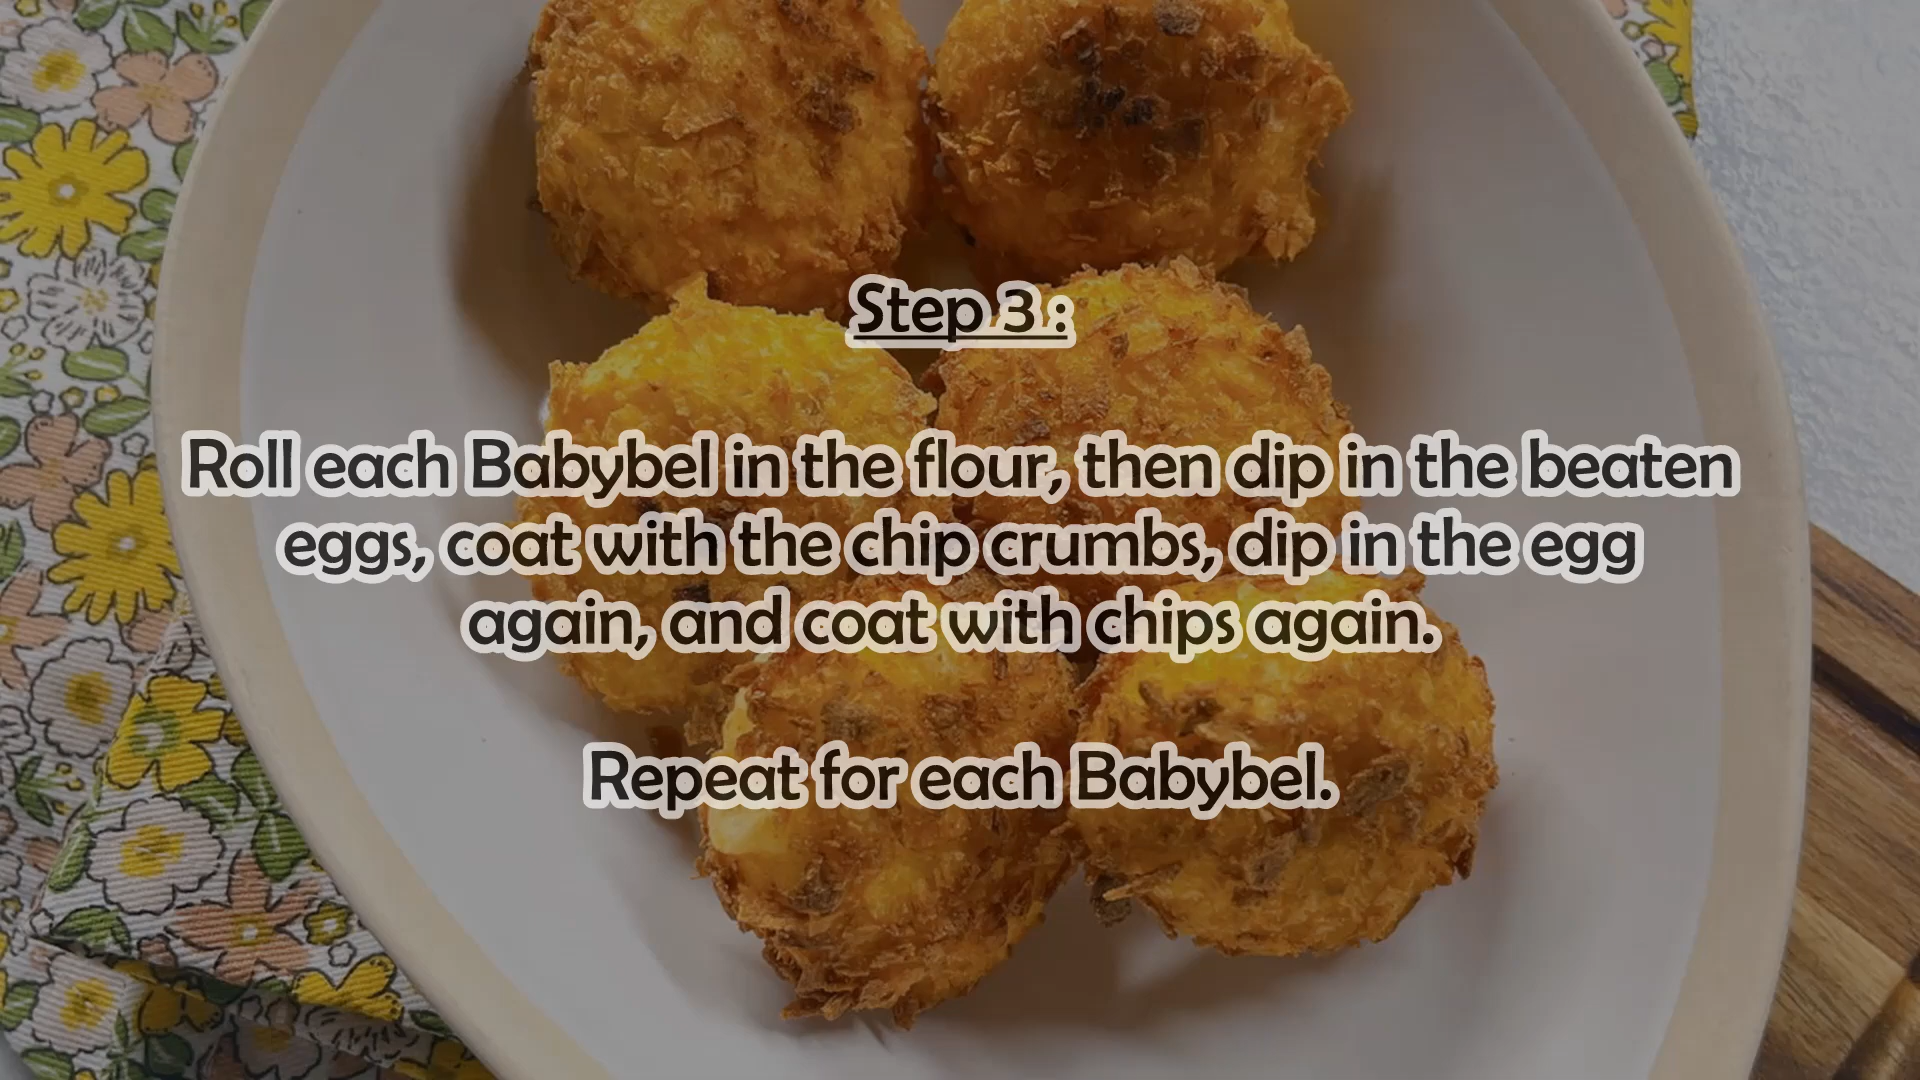 Step 3 :
Roll each Babybel in the flour, then dip in the beaten
eggs, coat with the chip crumbs, dip in the egg
again, and coat with chips again.
Repeat for each Babybel.